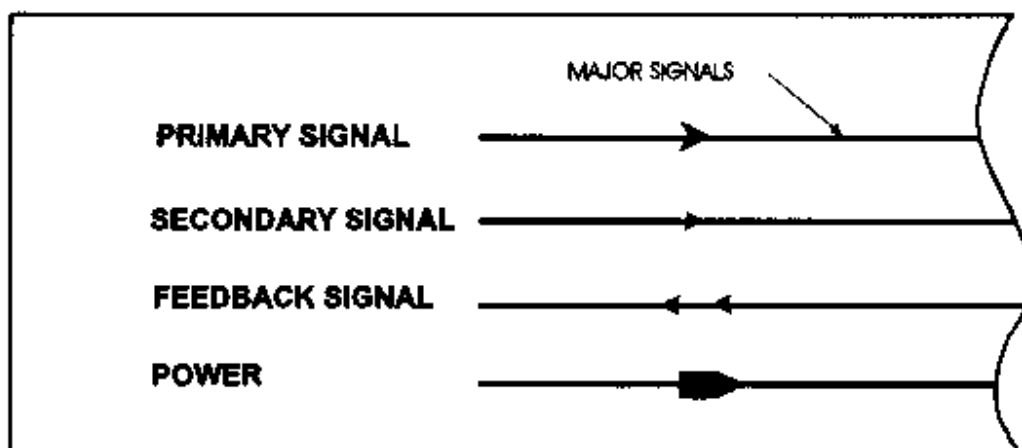 MAJOR SIGNALS
PRIMARY SIGNAL
SECONDARY SIGNAL
FEEDBACK SIGNAL
POWER